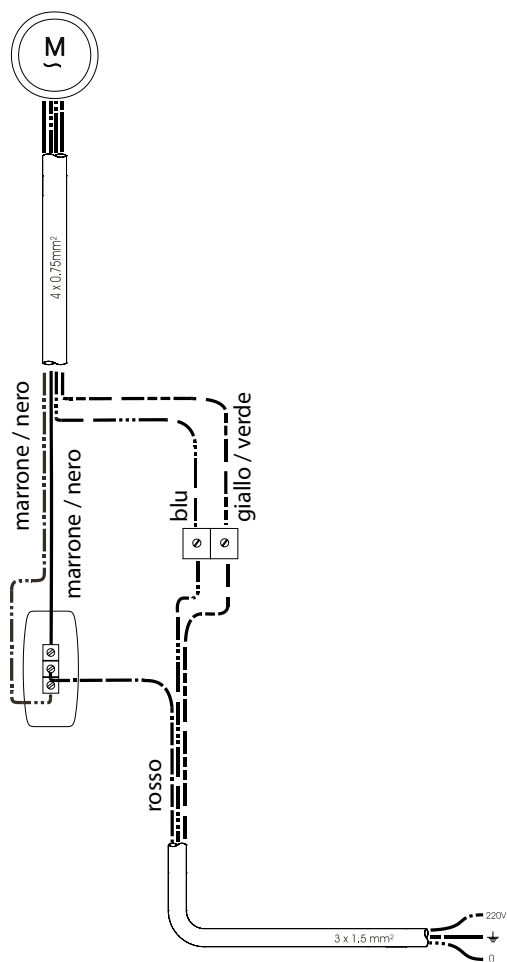 M
4 x 0.75mm²
marrone / nero
marrone / nero
blu
giallo / verde
rosso
3 x 1.5 mm²
220V
0